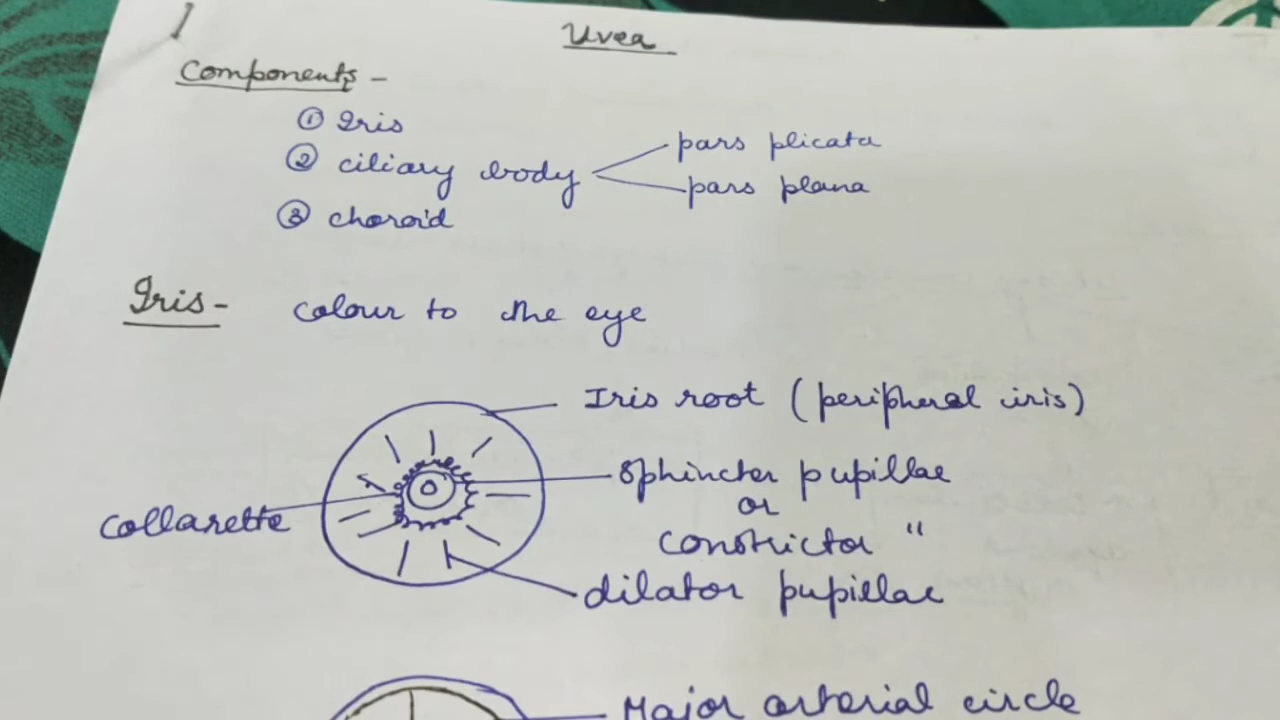 1
Uvea
Components -
① Iris
② ciliary body
pars plicata
pars plana
③ choroid
Iris - colour to the eye
Iris root (peripheral iris)
Sphincter pupillae
or
Constrictor "
collarette
dilator pupillae
Major arterial circle